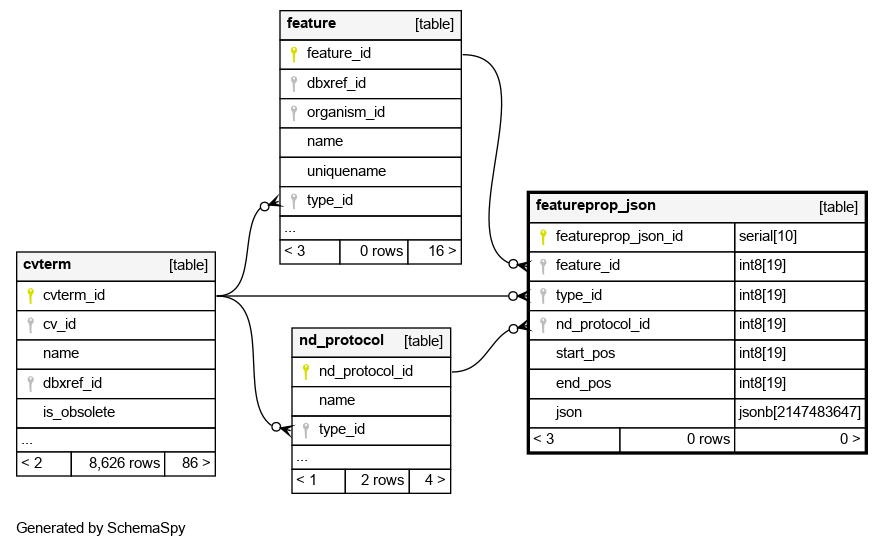 feature [table]
feature_id
dbxref_id
organism_id
name
uniquename
type_id
...
< 3 0 rows 16 >
featureprop_json [table]
featureprop_json_id serial[10]
feature_id int8[19]
type_id int8[19]
nd_protocol_id int8[19]
start_pos int8[19]
end_pos int8[19]
json jsonb[2147483647]
< 3 0 rows 0 >
cvterm [table]
cvterm_id
cv_id
name
dbxref_id
is_obsolete
...
< 2 8,626 rows 86 >
nd_protocol [table]
nd_protocol_id
name
type_id
...
< 1 2 rows 4 >
Generated by SchemaSpy